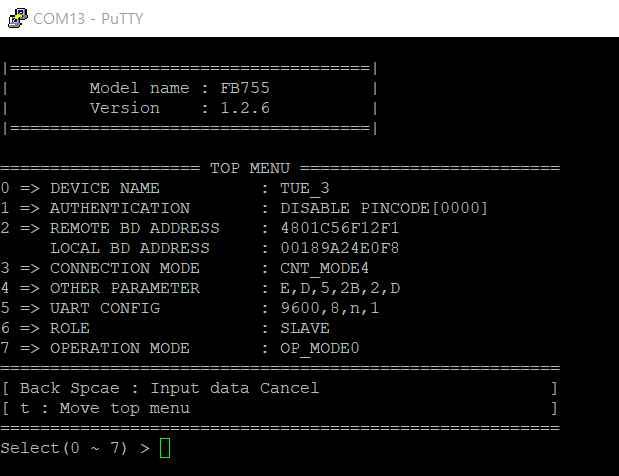 COM13 - PuTTY
|====================================|
|        Model name : FB755          |
|        Version    : 1.2.6          |
|====================================|
==================== TOP MENU ==========================
0 => DEVICE NAME          : TUE_3
1 => AUTHENTICATION       : DISABLE PINCODE[0000]
2 => REMOTE BD ADDRESS    : 4801C56F12F1
     LOCAL BD ADDRESS     : 00189A24E0F8
3 => CONNECTION MODE      : CNT_MODE4
4 => OTHER PARAMETER      : E,D,5,2B,2,D
5 => UART CONFIG          : 9600,8,n,1
6 => ROLE                 : SLAVE
7 => OPERATION MODE       : OP_MODE0
========================================================
[ Back Spcae : Input data Cancel                       ]
[ t : Move top menu                                    ]
========================================================
Select(0 ~ 7) >